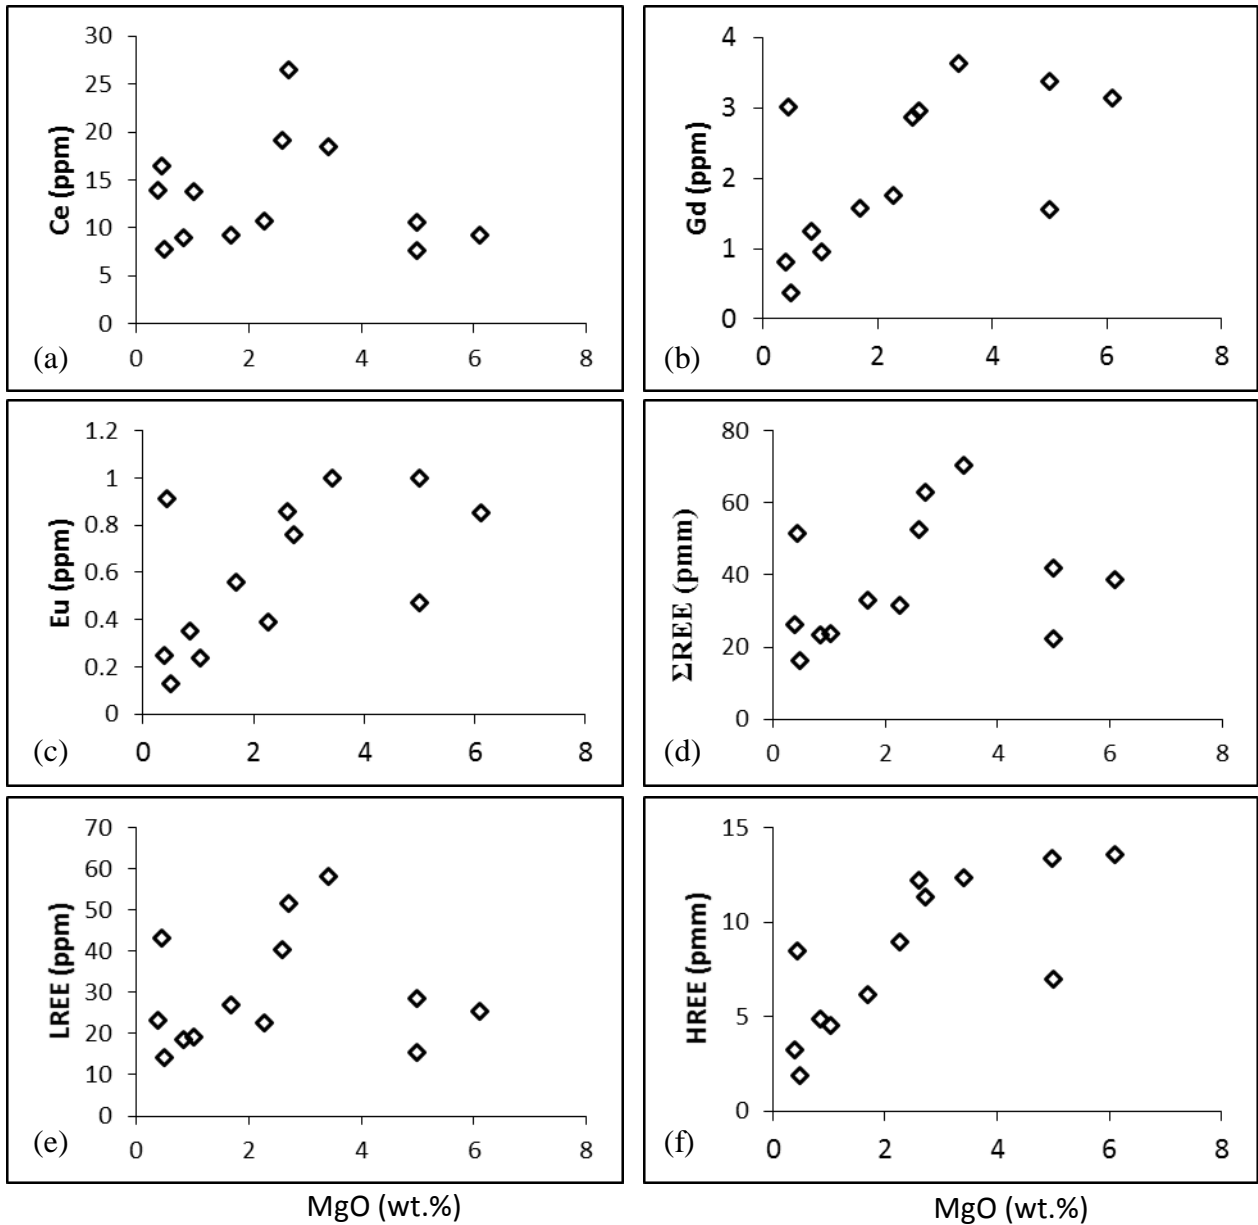 30
25
20
15
10
5
0
Ce (ppm)
(a)
0 2 4 6 8
4
3
2
1
0
Gd (ppm)
(b)
0 2 4 6 8
1.2
1
0.8
0.6
0.4
0.2
0
Eu (ppm)
(c)
0 2 4 6 8
80
60
40
20
0
ΣREE (pmm)
(d)
0 2 4 6 8
70
60
50
40
30
20
10
0
LREE (ppm)
(e)
0 2 4 6 8
15
10
5
0
HREE (pmm)
(f)
0 2 4 6 8
MgO (wt.%)
MgO (wt.%)